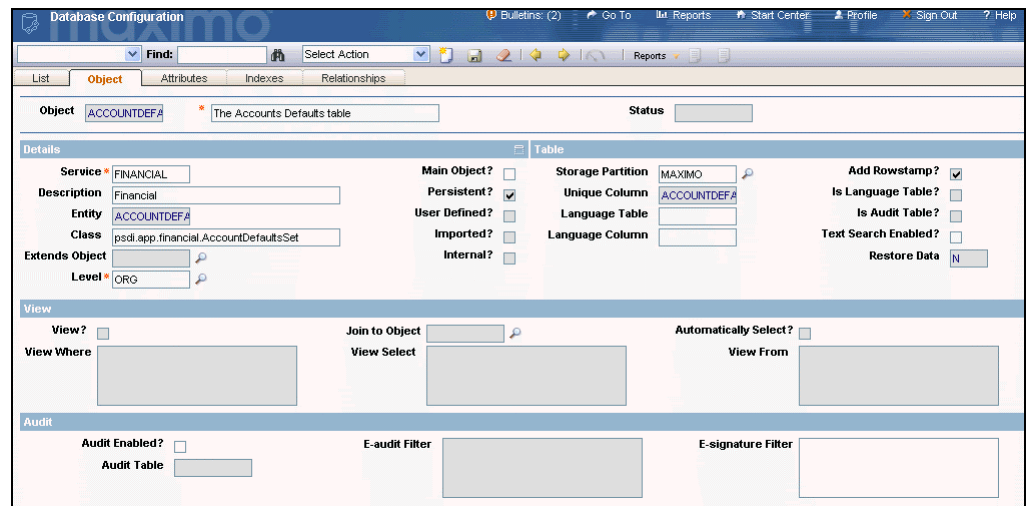 Database Configuration
Bulletins: (2) Go To Reports Start Center Profile Sign Out ? Help
maximo
Find: Select Action Reports
List Object Attributes Indexes Relationships
Object ACCOUNTDEFA * The Accounts Defaults table Status
Details Table
Service * FINANCIAL Main Object? Storage Partition MAXIMO Add Rowstamp?
Description Financial Persistent? Unique Column ACCOUNTDEFA Is Language Table?
Entity ACCOUNTDEFA User Defined? Language Table Is Audit Table?
Class psdi.app.financial.AccountDefaultsSet Imported? Language Column Text Search Enabled?
Extends Object Internal? Restore Data N
Level * ORG
View
View? Join to Object Automatically Select?
View Where View Select View From
Audit
Audit Enabled? E-audit Filter E-signature Filter
Audit Table